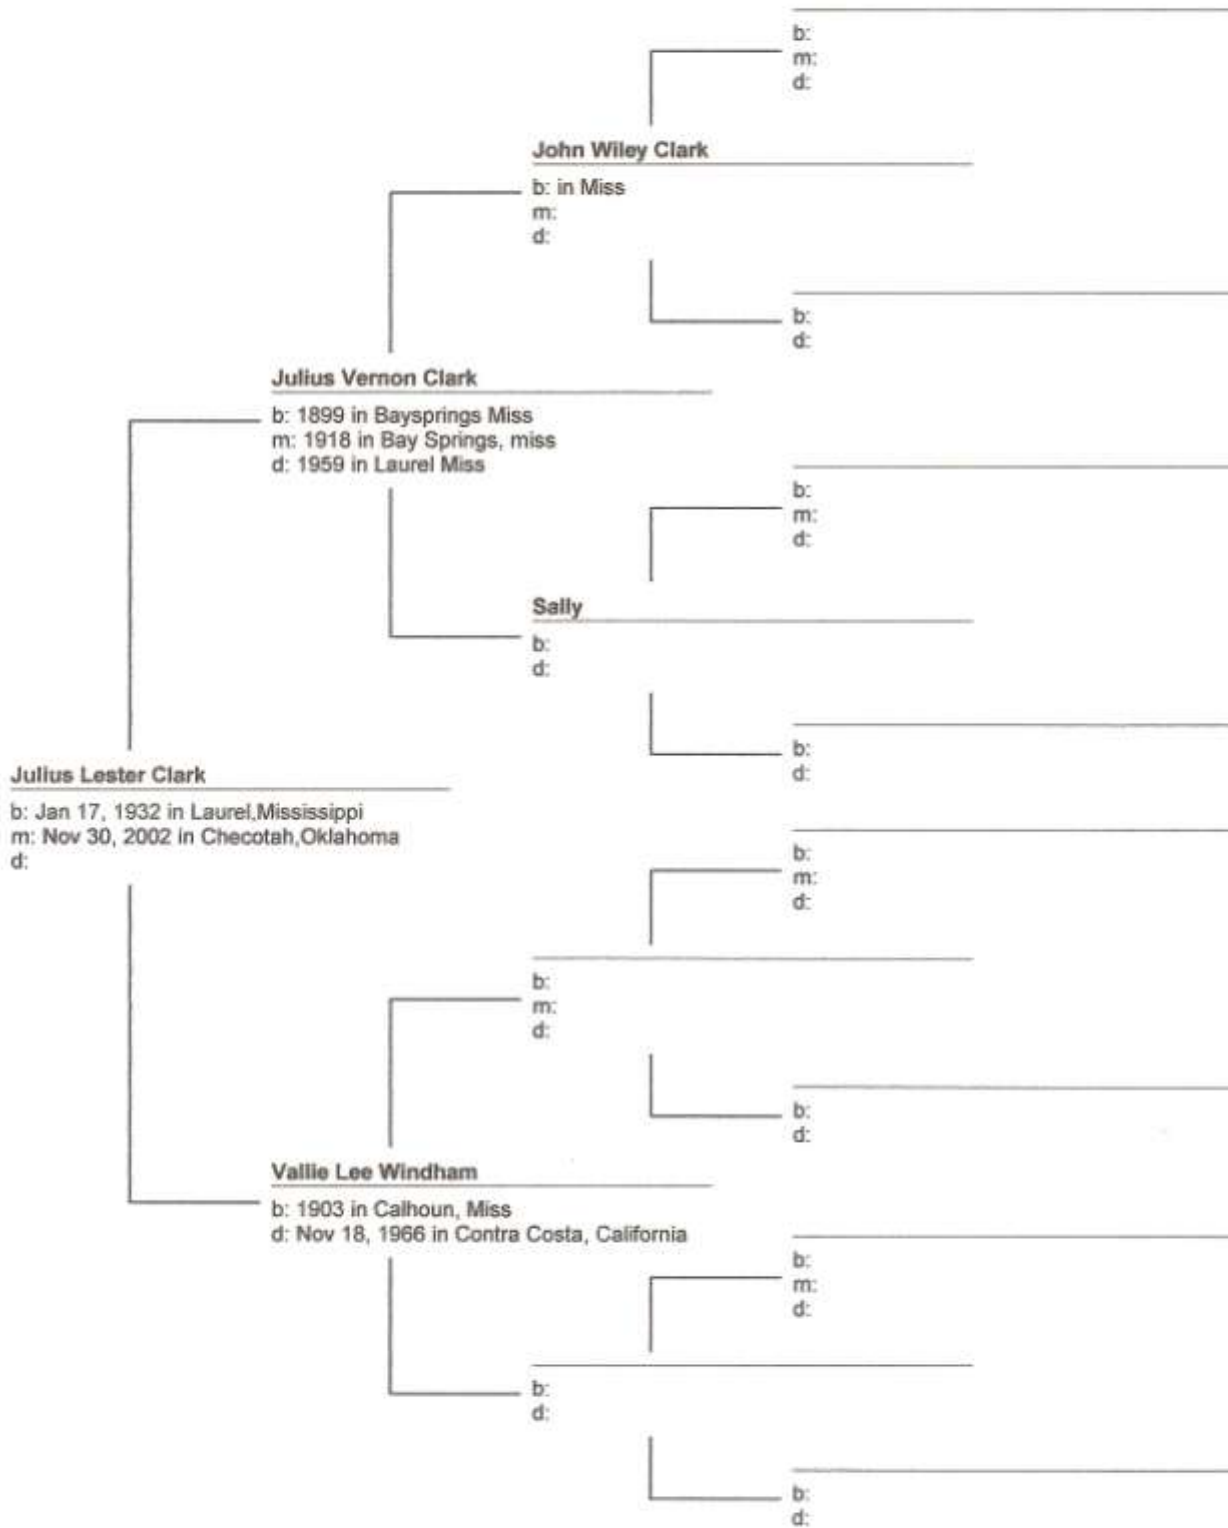 b:
m:
d:
John Wiley Clark
b: in Miss
m:
d:
b:
d:
Julius Vernon Clark
b: 1899 in Baysprings Miss
m: 1918 in Bay Springs, miss
d: 1959 in Laurel Miss
b:
m:
d:
Sally
b:
d:
b:
d:
Julius Lester Clark
b: Jan 17, 1932 in Laurel,Mississippi
m: Nov 30, 2002 in Checotah,Oklahoma
d:
b:
m:
d:
b:
m:
d:
b:
d:
Vallie Lee Windham
b: 1903 in Calhoun, Miss
d: Nov 18, 1966 in Contra Costa, California
b:
m:
d:
b:
d:
b:
d: